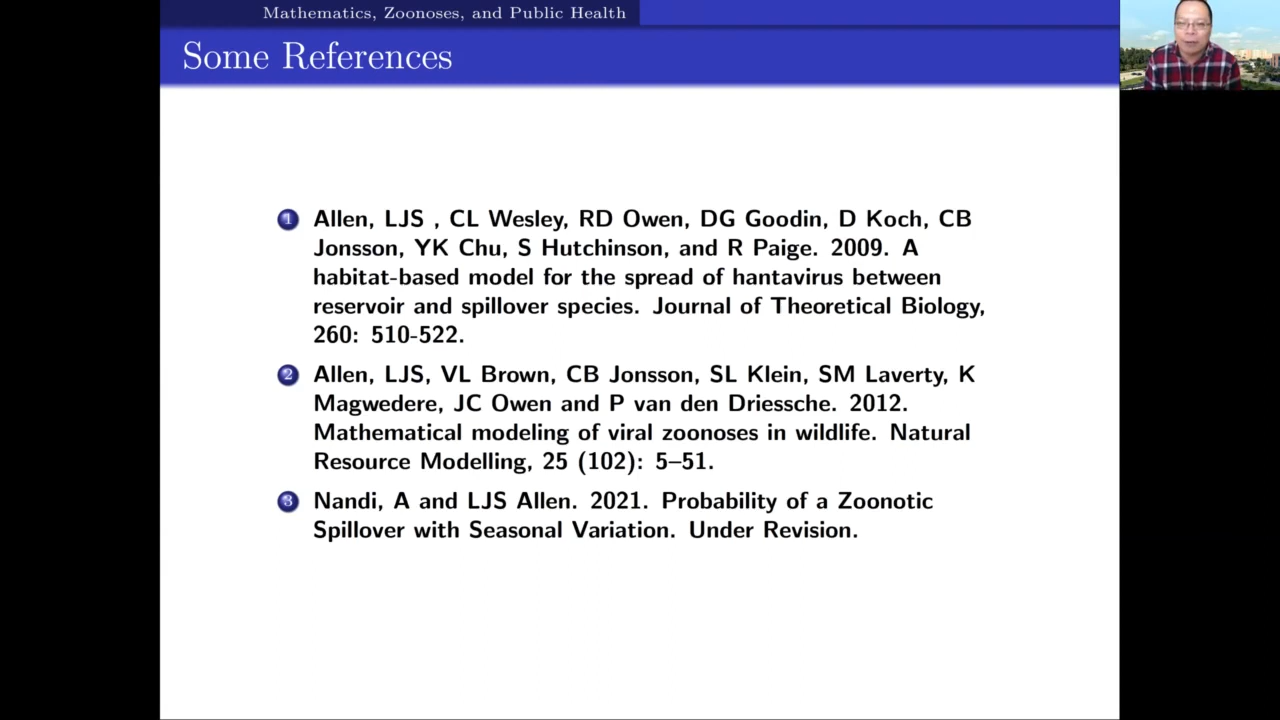 Mathematics, Zoonoses, and Public Health
Some References
1 Allen, LJS , CL Wesley, RD Owen, DG Goodin, D Koch, CB
Jonsson, YK Chu, S Hutchinson, and R Paige. 2009. A
habitat-based model for the spread of hantavirus between
reservoir and spillover species. Journal of Theoretical Biology,
260: 510-522.
2 Allen, LJS, VL Brown, CB Jonsson, SL Klein, SM Laverty, K
Magwedere, JC Owen and P van den Driessche. 2012.
Mathematical modeling of viral zoonoses in wildlife. Natural
Resource Modelling, 25 (102): 5–51.
3 Nandi, A and LJS Allen. 2021. Probability of a Zoonotic
Spillover with Seasonal Variation. Under Revision.